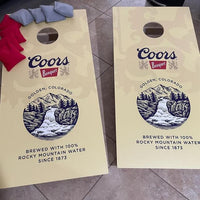 Coors
Banquet
GOLDEN, COLORADO
BREWED WITH 100%
ROCKY MOUNTAIN WATER
SINCE 1873
Coors
Banquet
GOLDEN, COLORADO
BREWED WITH 100%
ROCKY MOUNTAIN WATER
SINCE 1873